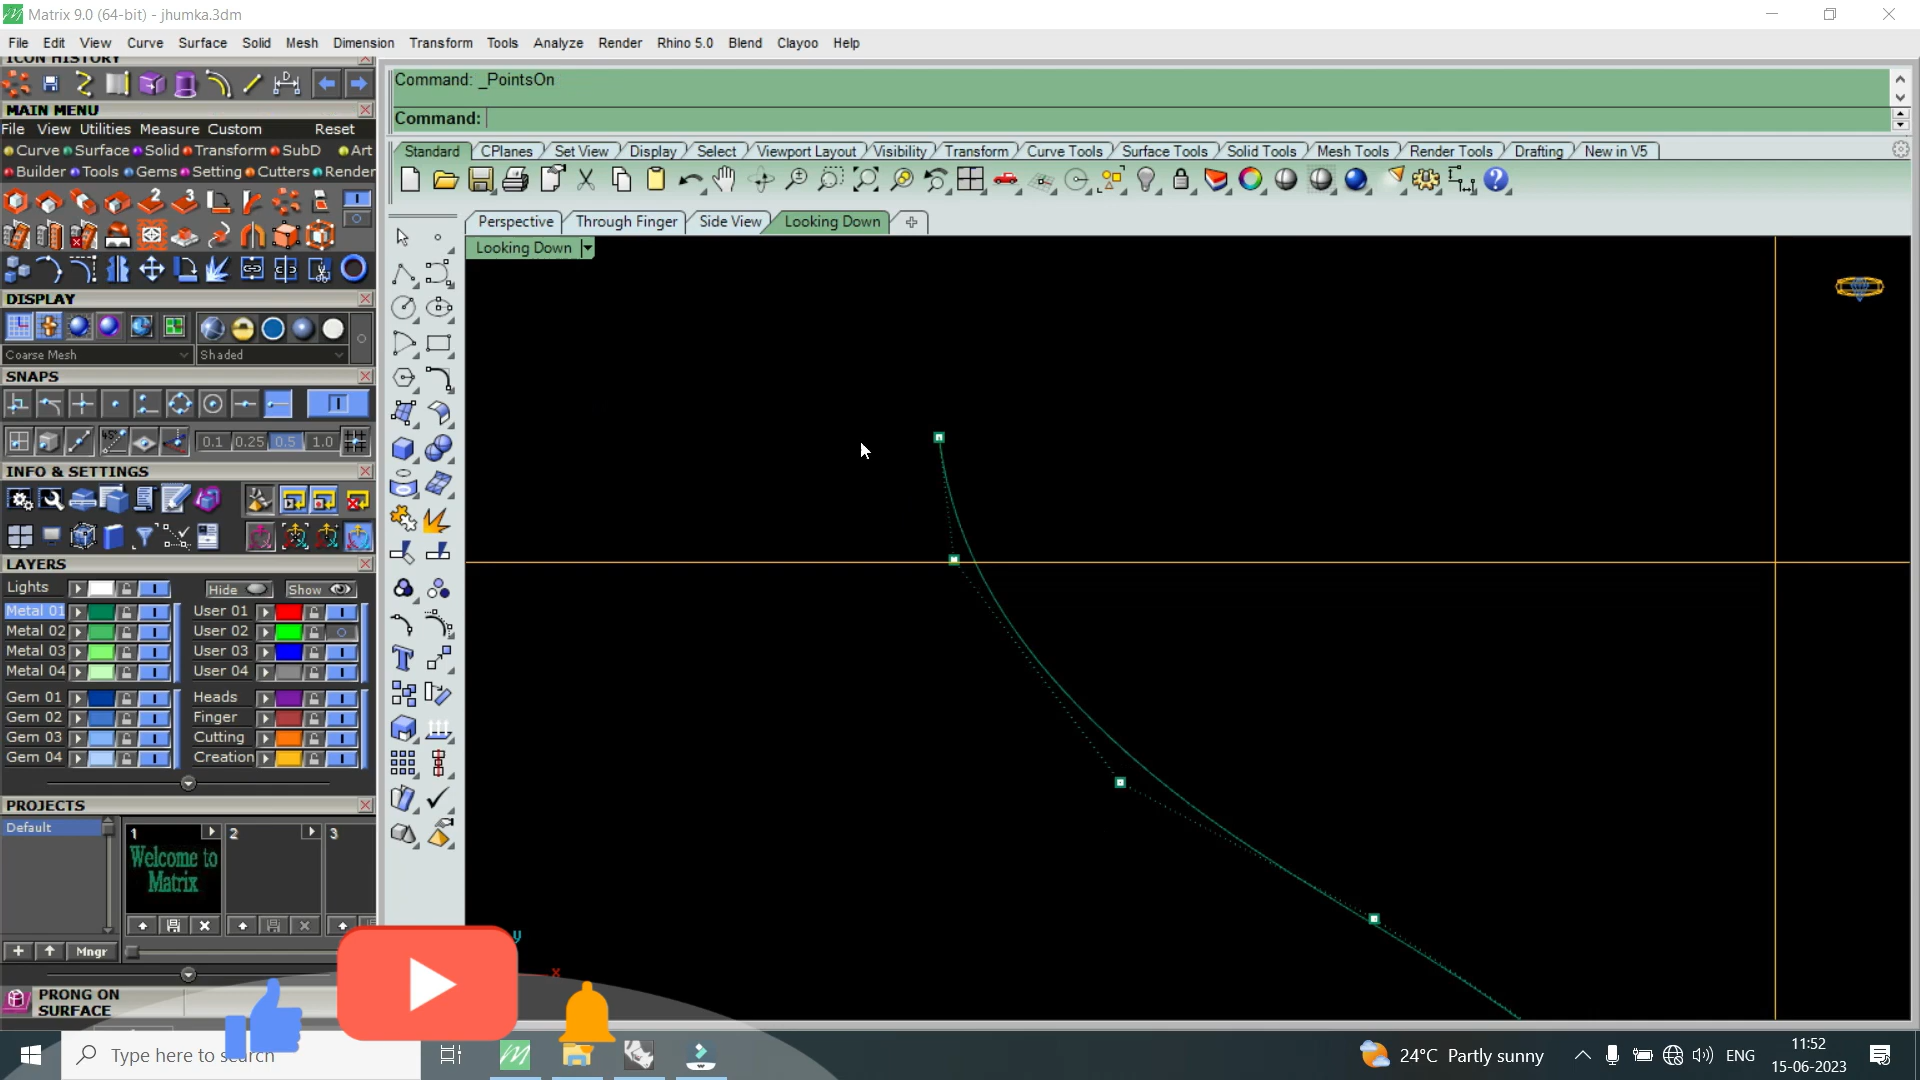 Matrix 9.0 (64-bit) - jhumka.3dm
File Edit View Curve Surface Solid Mesh Dimension Transform Tools Analyze Render Rhino 5.0 Blend Clayoo Help
ICON HISTORY
Command: _PointsOn
Command:
MAIN MENU
File View Utilities Measure Custom Reset
Curve Surface Solid Transform SubD Art
Builder Tools Gems Setting Cutters Render
Standard CPlanes Set View Display Select Viewport Layout Visibility Transform Curve Tools Surface Tools Solid Tools Mesh Tools Render Tools Drafting New in V5
Perspective Through Finger Side View Looking Down
Looking Down
DISPLAY
Coarse Mesh Shaded
SNAPS
0.1 0.25 0.5 1.0
INFO & SETTINGS
LAYERS
Lights Hide Show
Metal 01 User 01
Metal 02 User 02
Metal 03 User 03
Metal 04 User 04
Gem 01 Heads
Gem 02 Finger
Gem 03 Cutting
Gem 04 Creation
PROJECTS
Default 1 2 3
Welcome to
Matrix
Mngr
y
x
PRONG ON
SURFACE
Type here to search
24°C Partly sunny ENG
11:52
15-06-2023